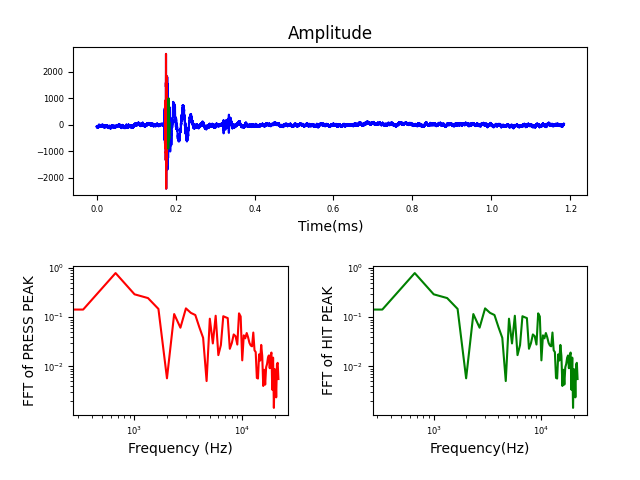 Amplitude
2000
1000
0
−1000
−2000
0.0 0.2 0.4 0.6 0.8 1.0 1.2
Time(ms)
FFT of PRESS PEAK
10⁰
10⁻¹
10⁻²
10³ 10⁴
Frequency (Hz)
FFT of HIT PEAK
10⁰
10⁻¹
10⁻²
10³ 10⁴
Frequency(Hz)